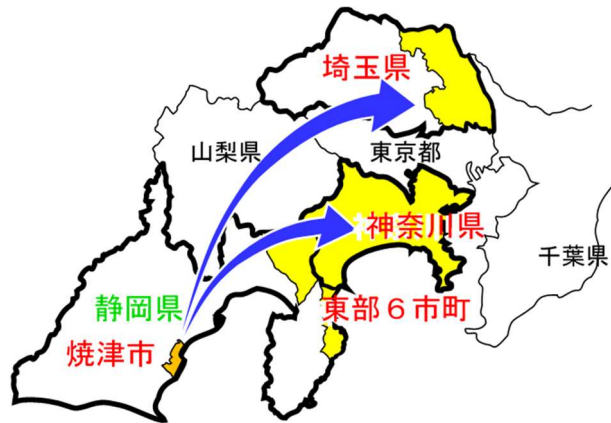 埼玉県
山梨県
東京都
神奈川県
千葉県
静岡県
東部６市町
焼津市